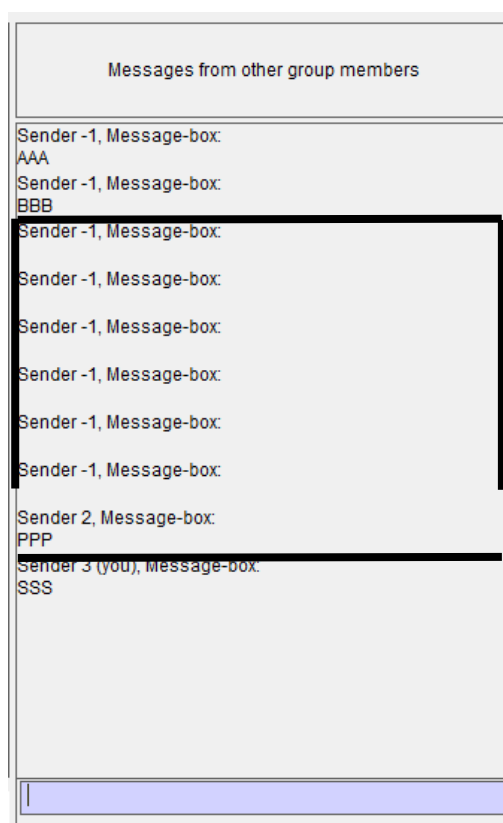 Messages from other group members
Sender -1, Message-box:
AAA
Sender -1, Message-box:
BBB
Sender -1, Message-box:
Sender -1, Message-box:
Sender -1, Message-box:
Sender -1, Message-box:
Sender -1, Message-box:
Sender -1, Message-box:
Sender 2, Message-box:
PPP
Sender 3 (you), Message-box:
SSS